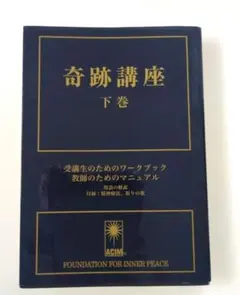 奇跡講座
下巻
受講生のためのワークブック
教師のためのマニュアル
用語の解説
付録：精神療法、祈りの歌
ACIM
FOUNDATION FOR INNER PEACE